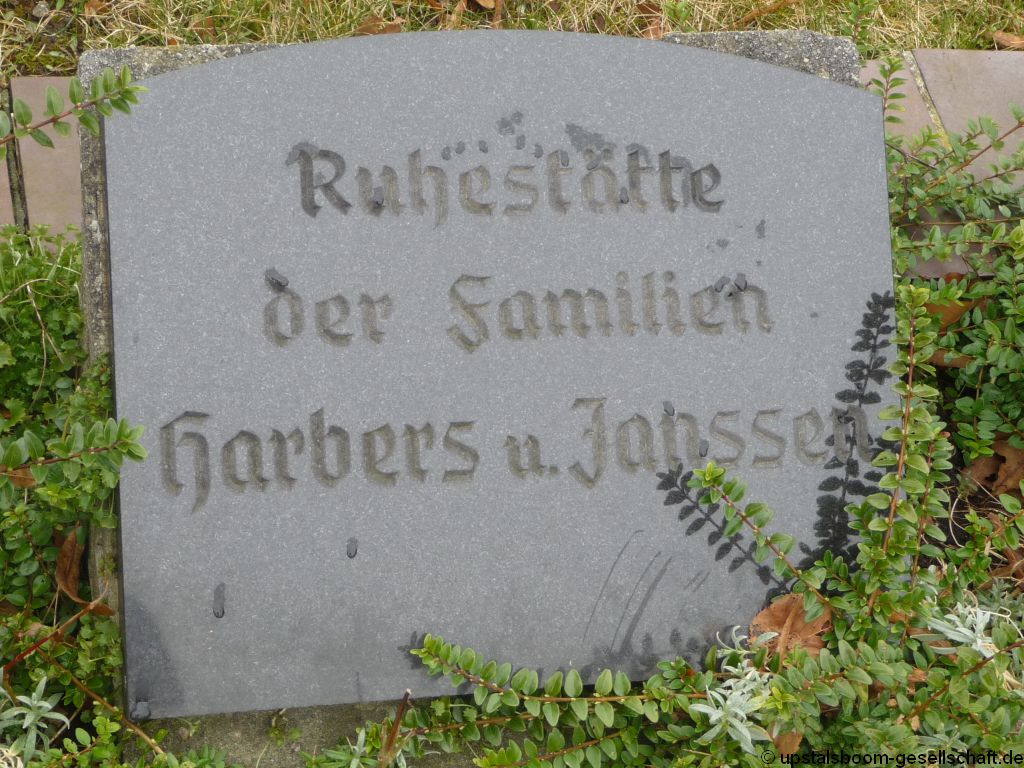 Ruhestätte
der Familien
Harbers u. Janssen
© upstalsboom-gesellschaft.de